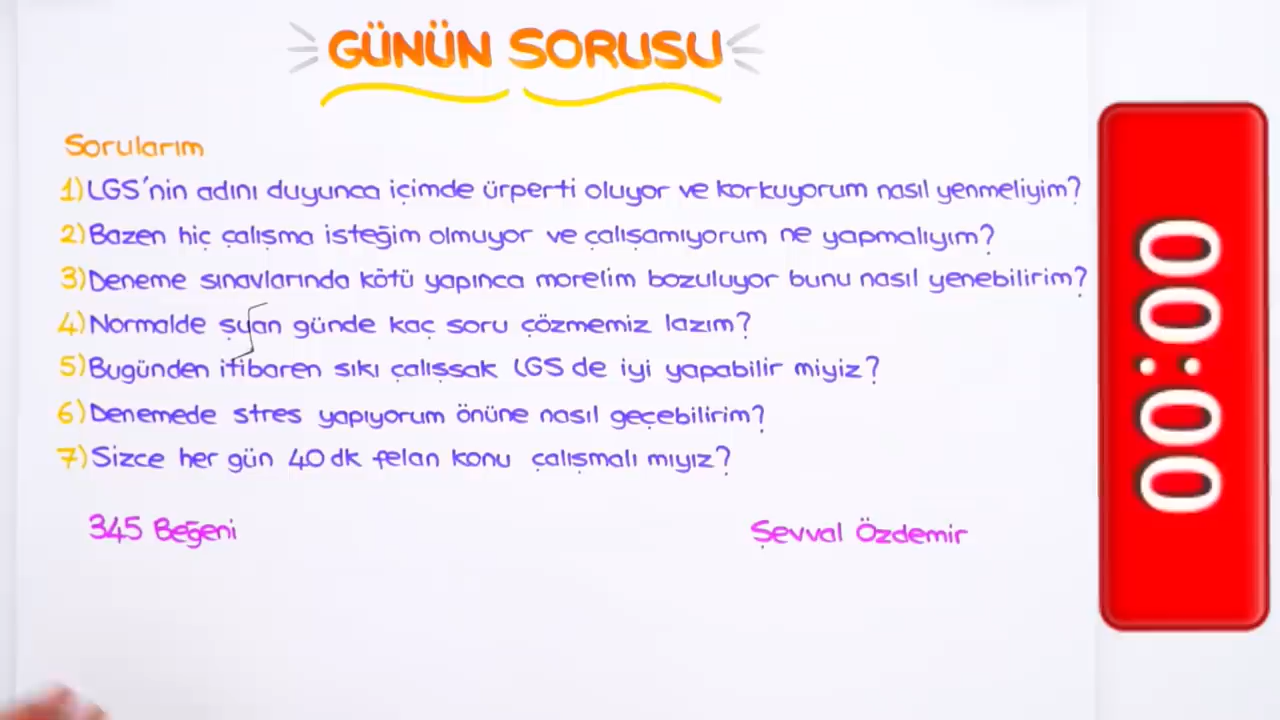 GÜNÜN SORUSU
Sorularım
1) LGS'nin adını duyunca içimde ürperti oluyor ve korkuyorum nasıl yenmeliyim?
2) Bazen hiç çalışma isteğim olmuyor ve çalışamıyorum ne yapmalıyım?
3) Deneme sınavlarında kötü yapınca morelim bozuluyor bunu nasıl yenebilirim?
4) Normalde şuan günde kaç soru çözmemiz lazım?
5) Bugünden itibaren sıkı çalışsak LGS de iyi yapabilir miyiz?
6) Denemede stres yapıyorum önüne nasıl geçebilirim?
7) Sizce her gün 40 dk felan konu çalışmalı mıyız?
345 Beğeni
Şevval Özdemir
00:00